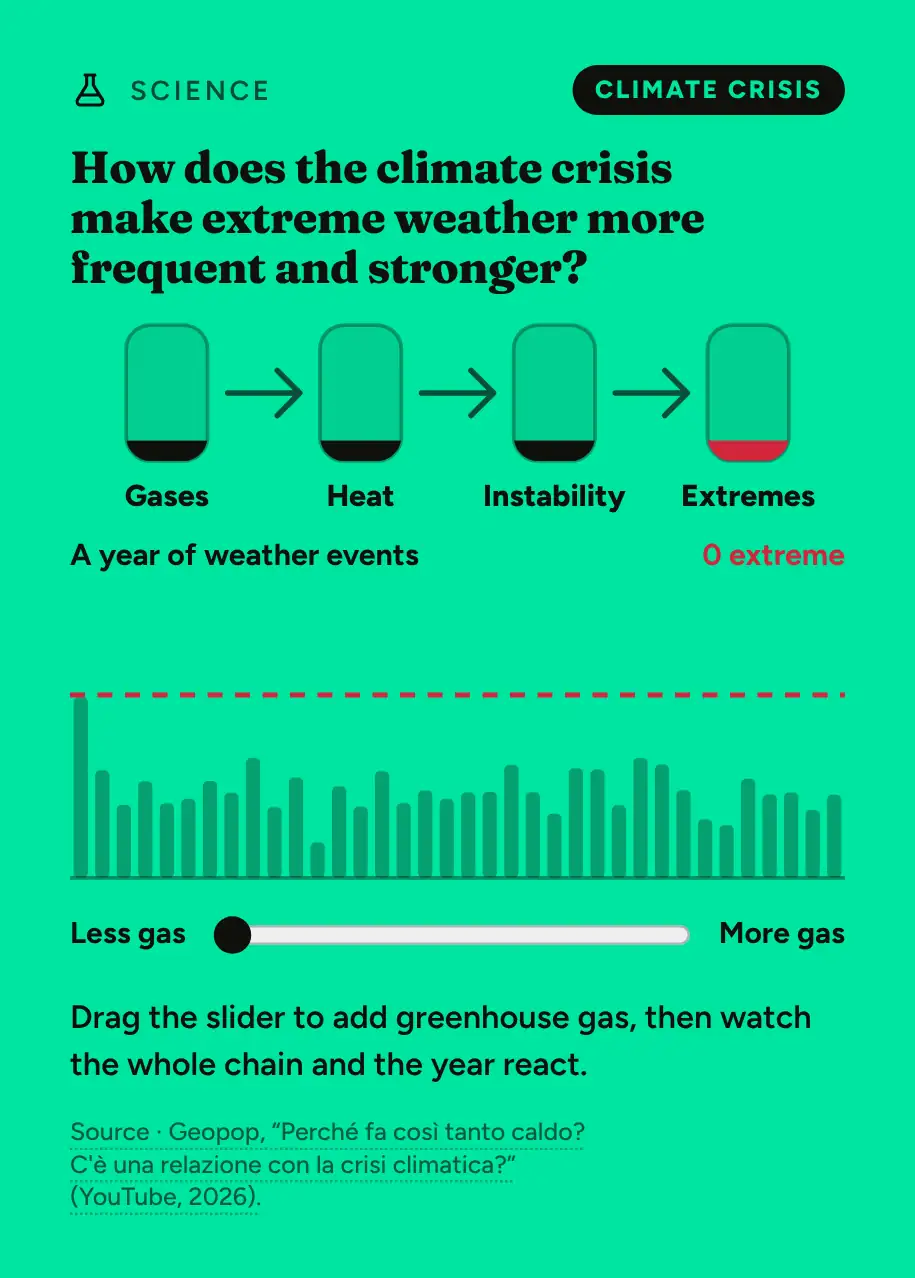 SCIENCE
CLIMATE CRISIS
How does the climate crisis
make extreme weather more
frequent and stronger?
Gases
Heat
Instability
Extremes
A year of weather events
0 extreme
Less gas
More gas
Drag the slider to add greenhouse gas, then watch
the whole chain and the year react.
Source · Geopop, “Perché fa così tanto caldo?
C'è una relazione con la crisi climatica?”
(YouTube, 2026).